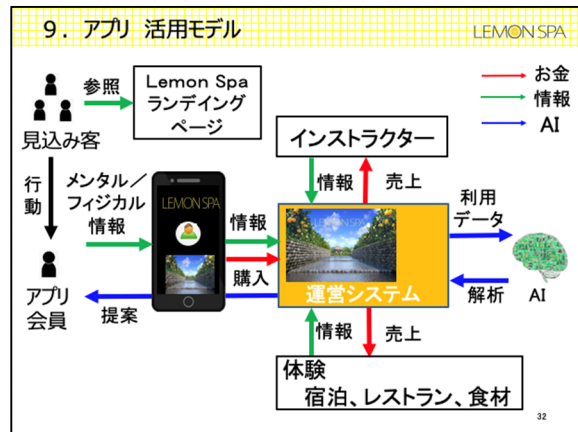 9．アプリ 活用モデル
LEMON SPA
お金
情報
AI
参照
Lemon Spa
ランデイング
ページ
見込み客
インストラクター
行動
メンタル／
フィジカル
情報
LEMON SPA
情報
購入
情報
売上
LEMON SPA
運営システム
利用
データ
解析
AI
アプリ
会員
提案
情報
売上
体験
宿泊、レストラン、食材
32